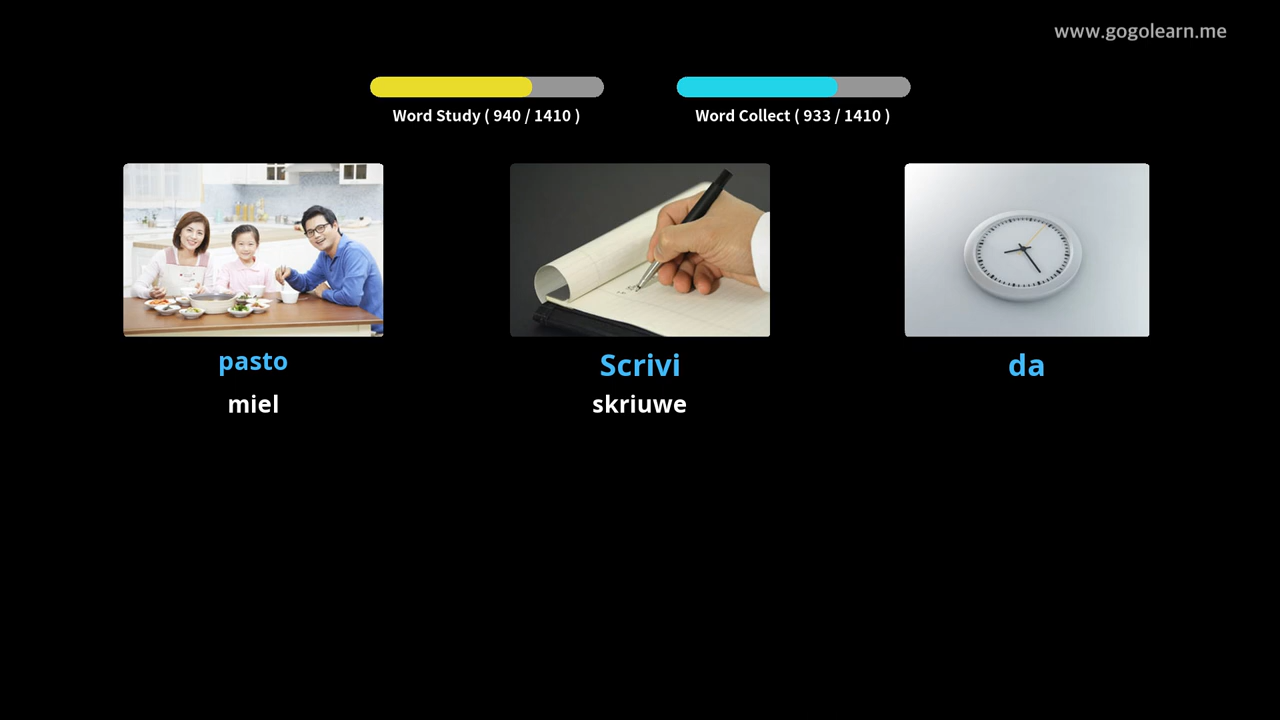 www.gogolearn.me
Word Study ( 940 / 1410 )
Word Collect ( 933 / 1410 )
pasto
Scrivi
da
miel
skriuwe